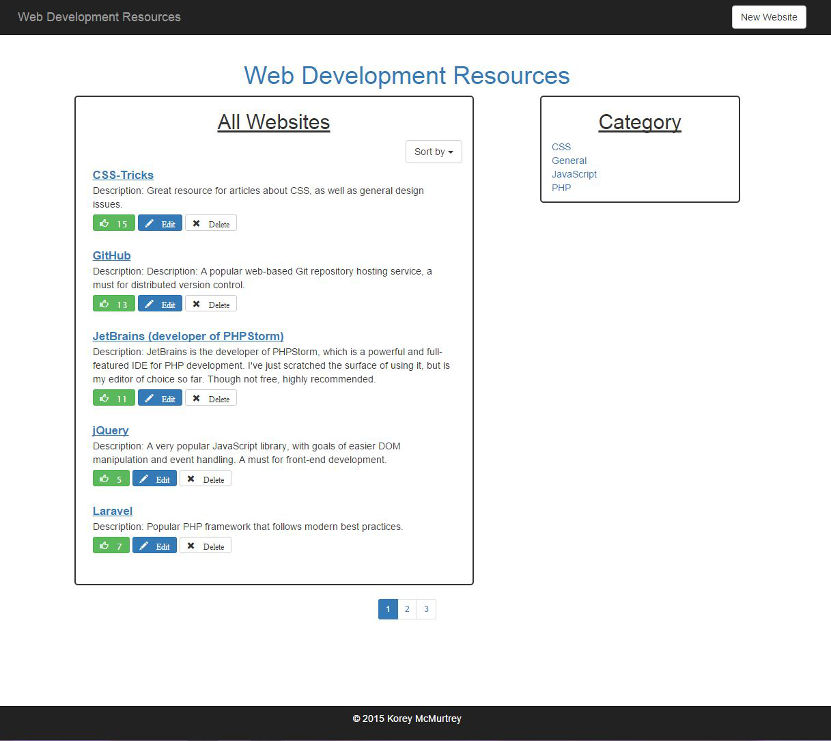 Web Development Resources
New Website
Web Development Resources
All Websites
Sort by
CSS-Tricks
Description: Great resource for articles about CSS, as well as general design
issues.
15 Edit Delete
GitHub
Description: Description: A popular web-based Git repository hosting service, a
must for distributed version control.
13 Edit Delete
JetBrains (developer of PHPStorm)
Description: JetBrains is the developer of PHPStorm, which is a powerful and full-
featured IDE for PHP development. I've just scratched the surface of using it, but is
my editor of choice so far. Though not free, highly recommended.
11 Edit Delete
jQuery
Description: A very popular JavaScript library, with goals of easier DOM
manipulation and event handling. A must for front-end development.
5 Edit Delete
Laravel
Description: Popular PHP framework that follows modern best practices.
7 Edit Delete
1 2 3
Category
CSS
General
JavaScript
PHP
© 2015 Korey McMurtrey